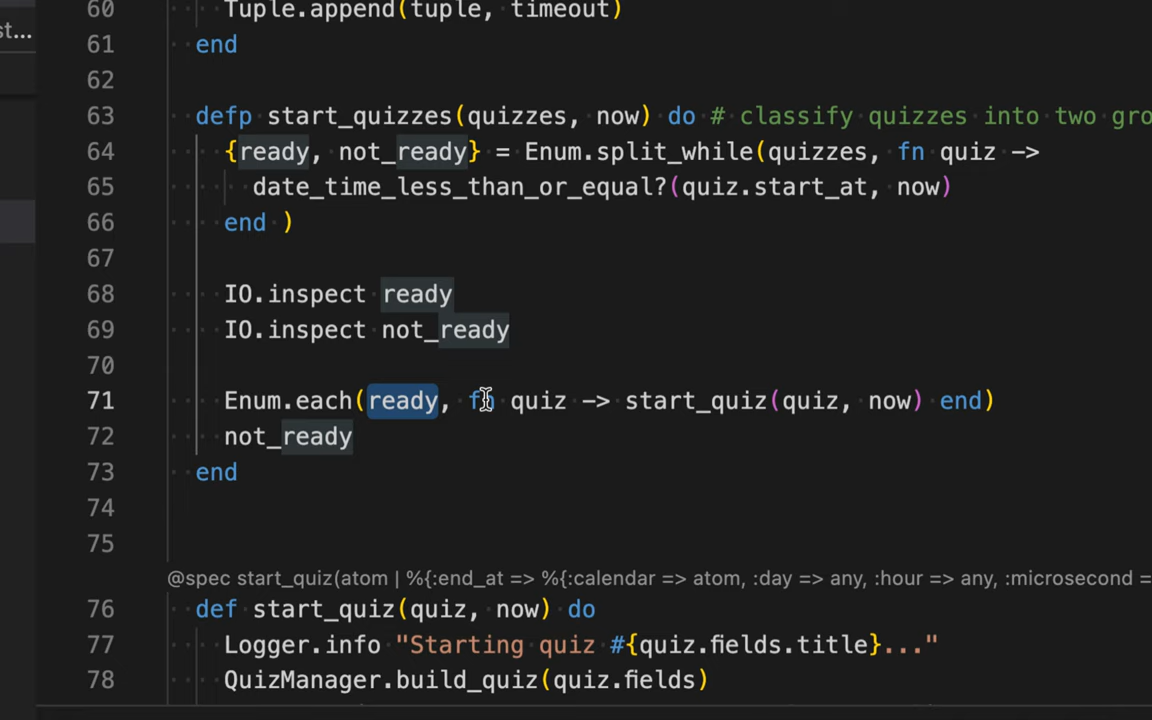 st...
60 Tuple.append(tuple, timeout)
61 end
62
63 defp start_quizzes(quizzes, now) do # classify quizzes into two gro
64 {ready, not_ready} = Enum.split_while(quizzes, fn quiz ->
65 date_time_less_than_or_equal?(quiz.start_at, now)
66 end )
67
68 IO.inspect ready
69 IO.inspect not_ready
70
71 Enum.each(ready, fn quiz -> start_quiz(quiz, now) end)
72 not_ready
73 end
74
75
@spec start_quiz(atom | %{:end_at => %{:calendar => atom, :day => any, :hour => any, :microsecond =
76 def start_quiz(quiz, now) do
77 Logger.info "Starting quiz #{quiz.fields.title}..."
78 QuizManager.build_quiz(quiz.fields)